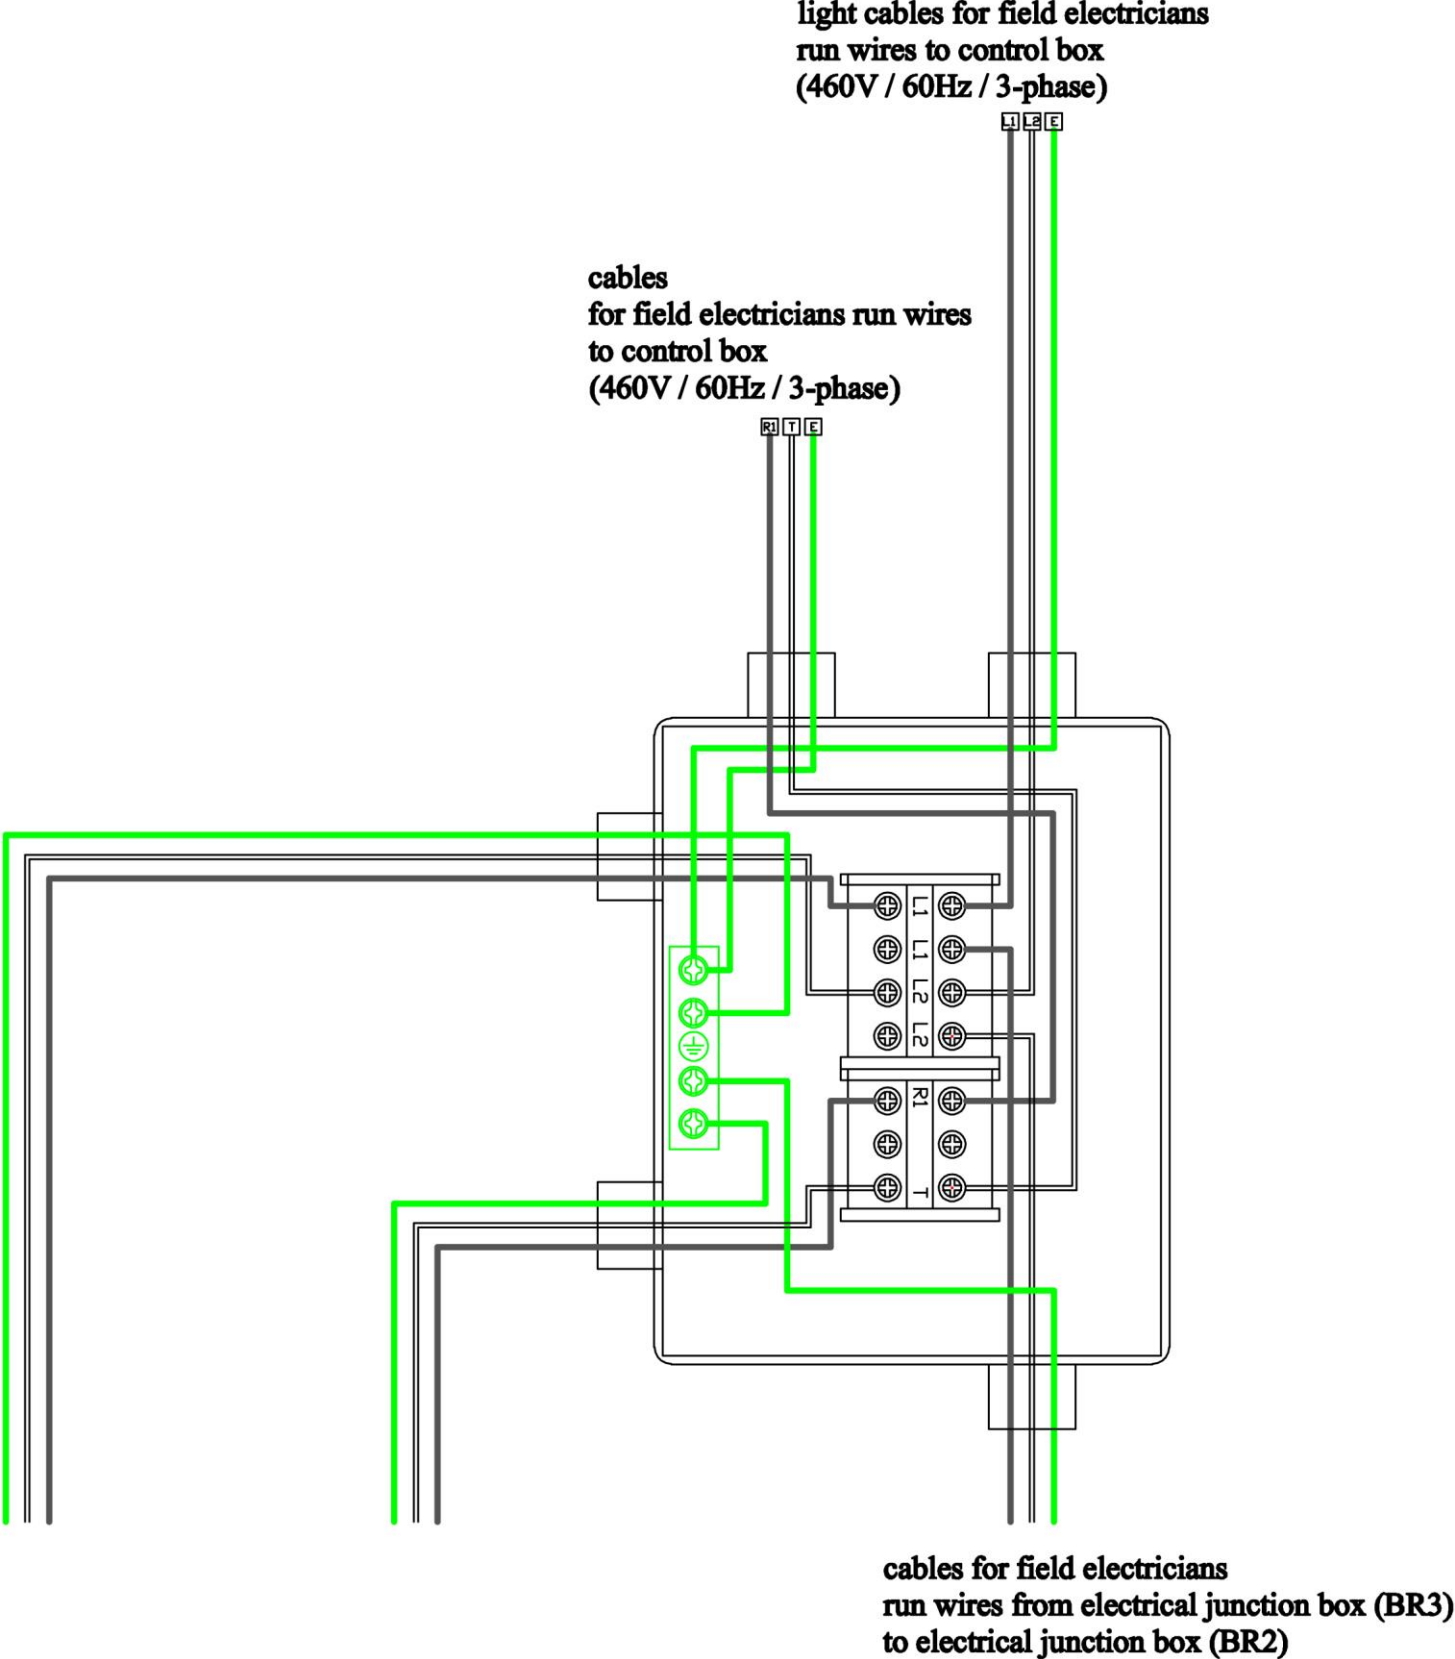 light cables for field electricians
run wires to control box
(460V / 60Hz / 3-phase)
L1 L2 E
cables
for field electricians run wires
to control box
(460V / 60Hz / 3-phase)
R1 T E
L1
L1
L2
L2
R1
T
cables for field electricians
run wires from electrical junction box (BR3)
to electrical junction box (BR2)